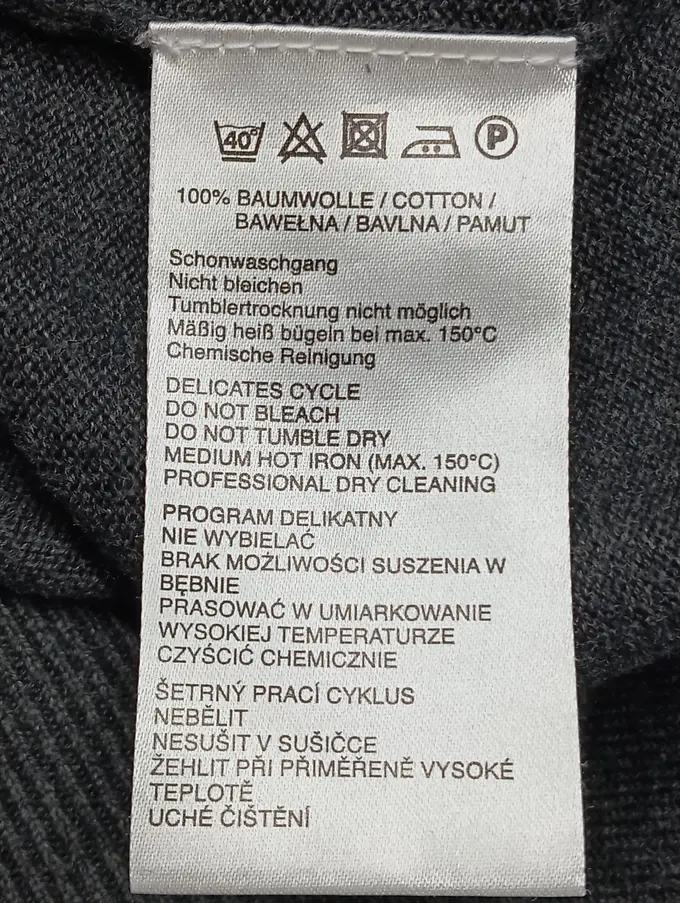 40°
P
100% BAUMWOLLE / COTTON /
BAWEŁNA / BAVLNA / PAMUT
Schonwaschgang
Nicht bleichen
Tumblertrocknung nicht möglich
Mäßig heiß bügeln bei max. 150°C
Chemische Reinigung
DELICATES CYCLE
DO NOT BLEACH
DO NOT TUMBLE DRY
MEDIUM HOT IRON (MAX. 150°C)
PROFESSIONAL DRY CLEANING
PROGRAM DELIKATNY
NIE WYBIELAĆ
BRAK MOŻLIWOŚCI SUSZENIA W
BĘBNIE
PRASOWAĆ W UMIARKOWANIE
WYSOKIEJ TEMPERATURZE
CZYŚCIĆ CHEMICZNIE
ŠETRNÝ PRACÍ CYKLUS
NEBĚLIT
NESUŠIT V SUŠIČCE
ŽEHLIT PŘI PŘIMĚŘENĚ VYSOKÉ
TEPLOTĚ
UCHÉ ČIŠTĚNÍ